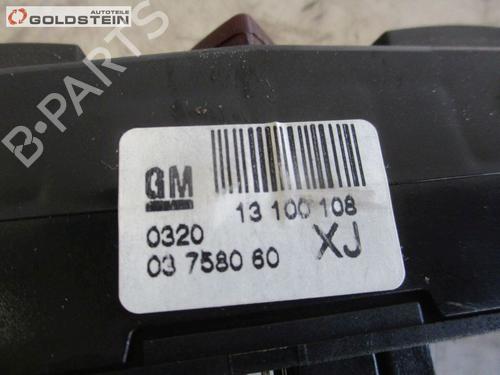 AUTOTEILE
GOLDSTEIN
B-Parts
GM
13 100 108
0320
XJ
03 7580 60